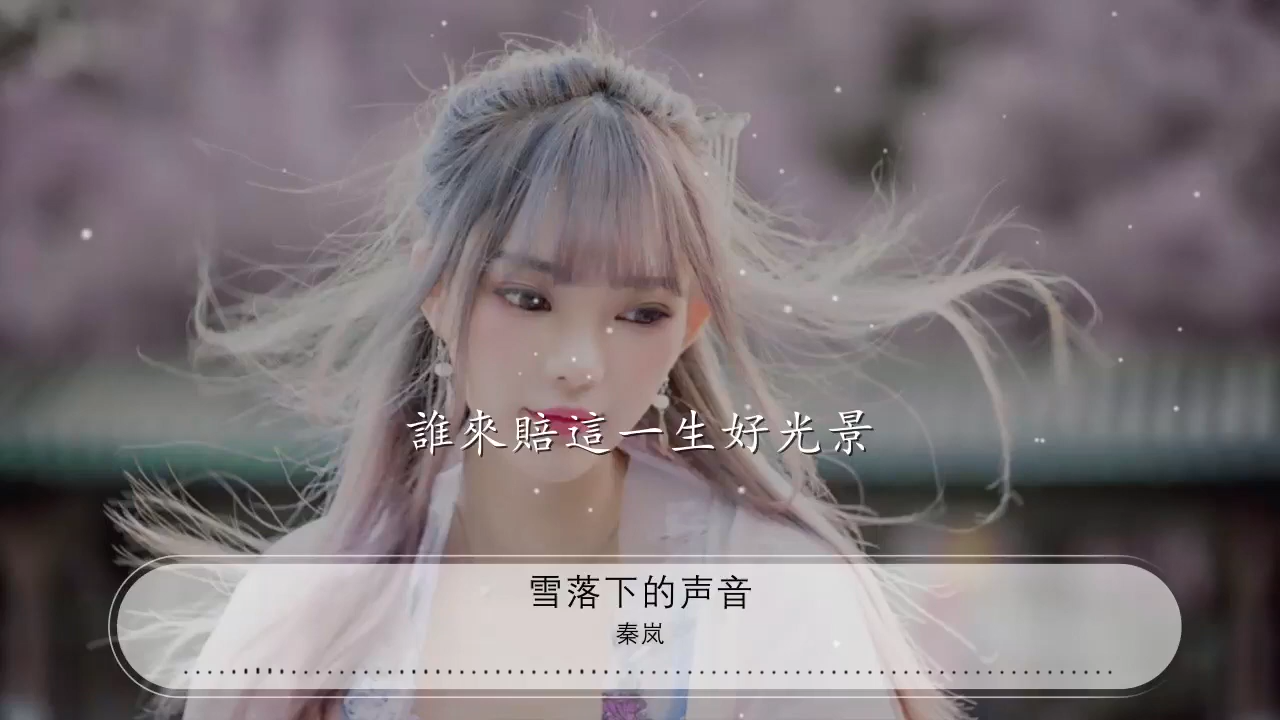 誰來賠這一生好光景
雪落下的声音
秦岚